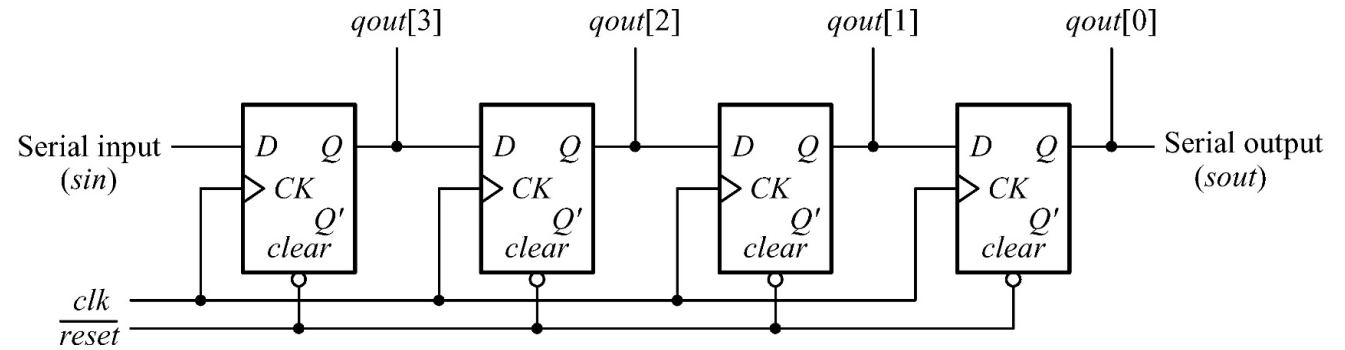 qout[3] qout[2] qout[1] qout[0]
Serial input D Q D Q D Q D Q Serial output
(sin) CK CK CK CK (sout)
Q' Q' Q' Q'
clear clear clear clear
clk
reset